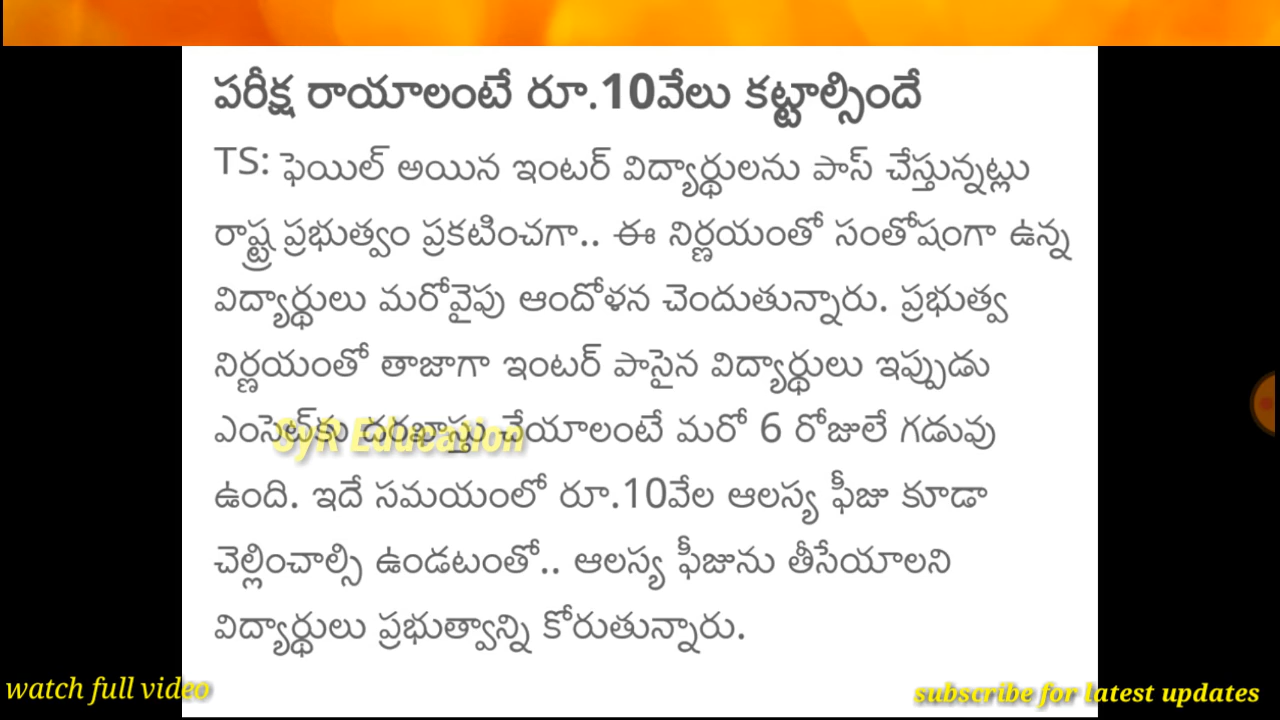 పరీక్ష రాయాలంటే రూ.10వేలు కట్టాల్సిందే
TS: ఫెయిల్ అయిన ఇంటర్ విద్యార్థులను పాస్ చేస్తున్నట్లు
రాష్ట్ర ప్రభుత్వం ప్రకటించగా.. ఈ నిర్ణయంతో సంతోషంగా ఉన్న
విద్యార్థులు మరోవైపు ఆందోళన చెందుతున్నారు. ప్రభుత్వ
నిర్ణయంతో తాజాగా ఇంటర్ పాసైన విద్యార్థులు ఇప్పుడు
ఎంసెట్‌కు దరఖాస్తు చేయాలంటే మరో 6 రోజులే గడువు
SyR Education
ఉంది. ఇదే సమయంలో రూ.10వేల ఆలస్య ఫీజు కూడా
చెల్లించాల్సి ఉండటంతో.. ఆలస్య ఫీజును తీసేయాలని
విద్యార్థులు ప్రభుత్వాన్ని కోరుతున్నారు.
watch full video
subscribe for latest updates